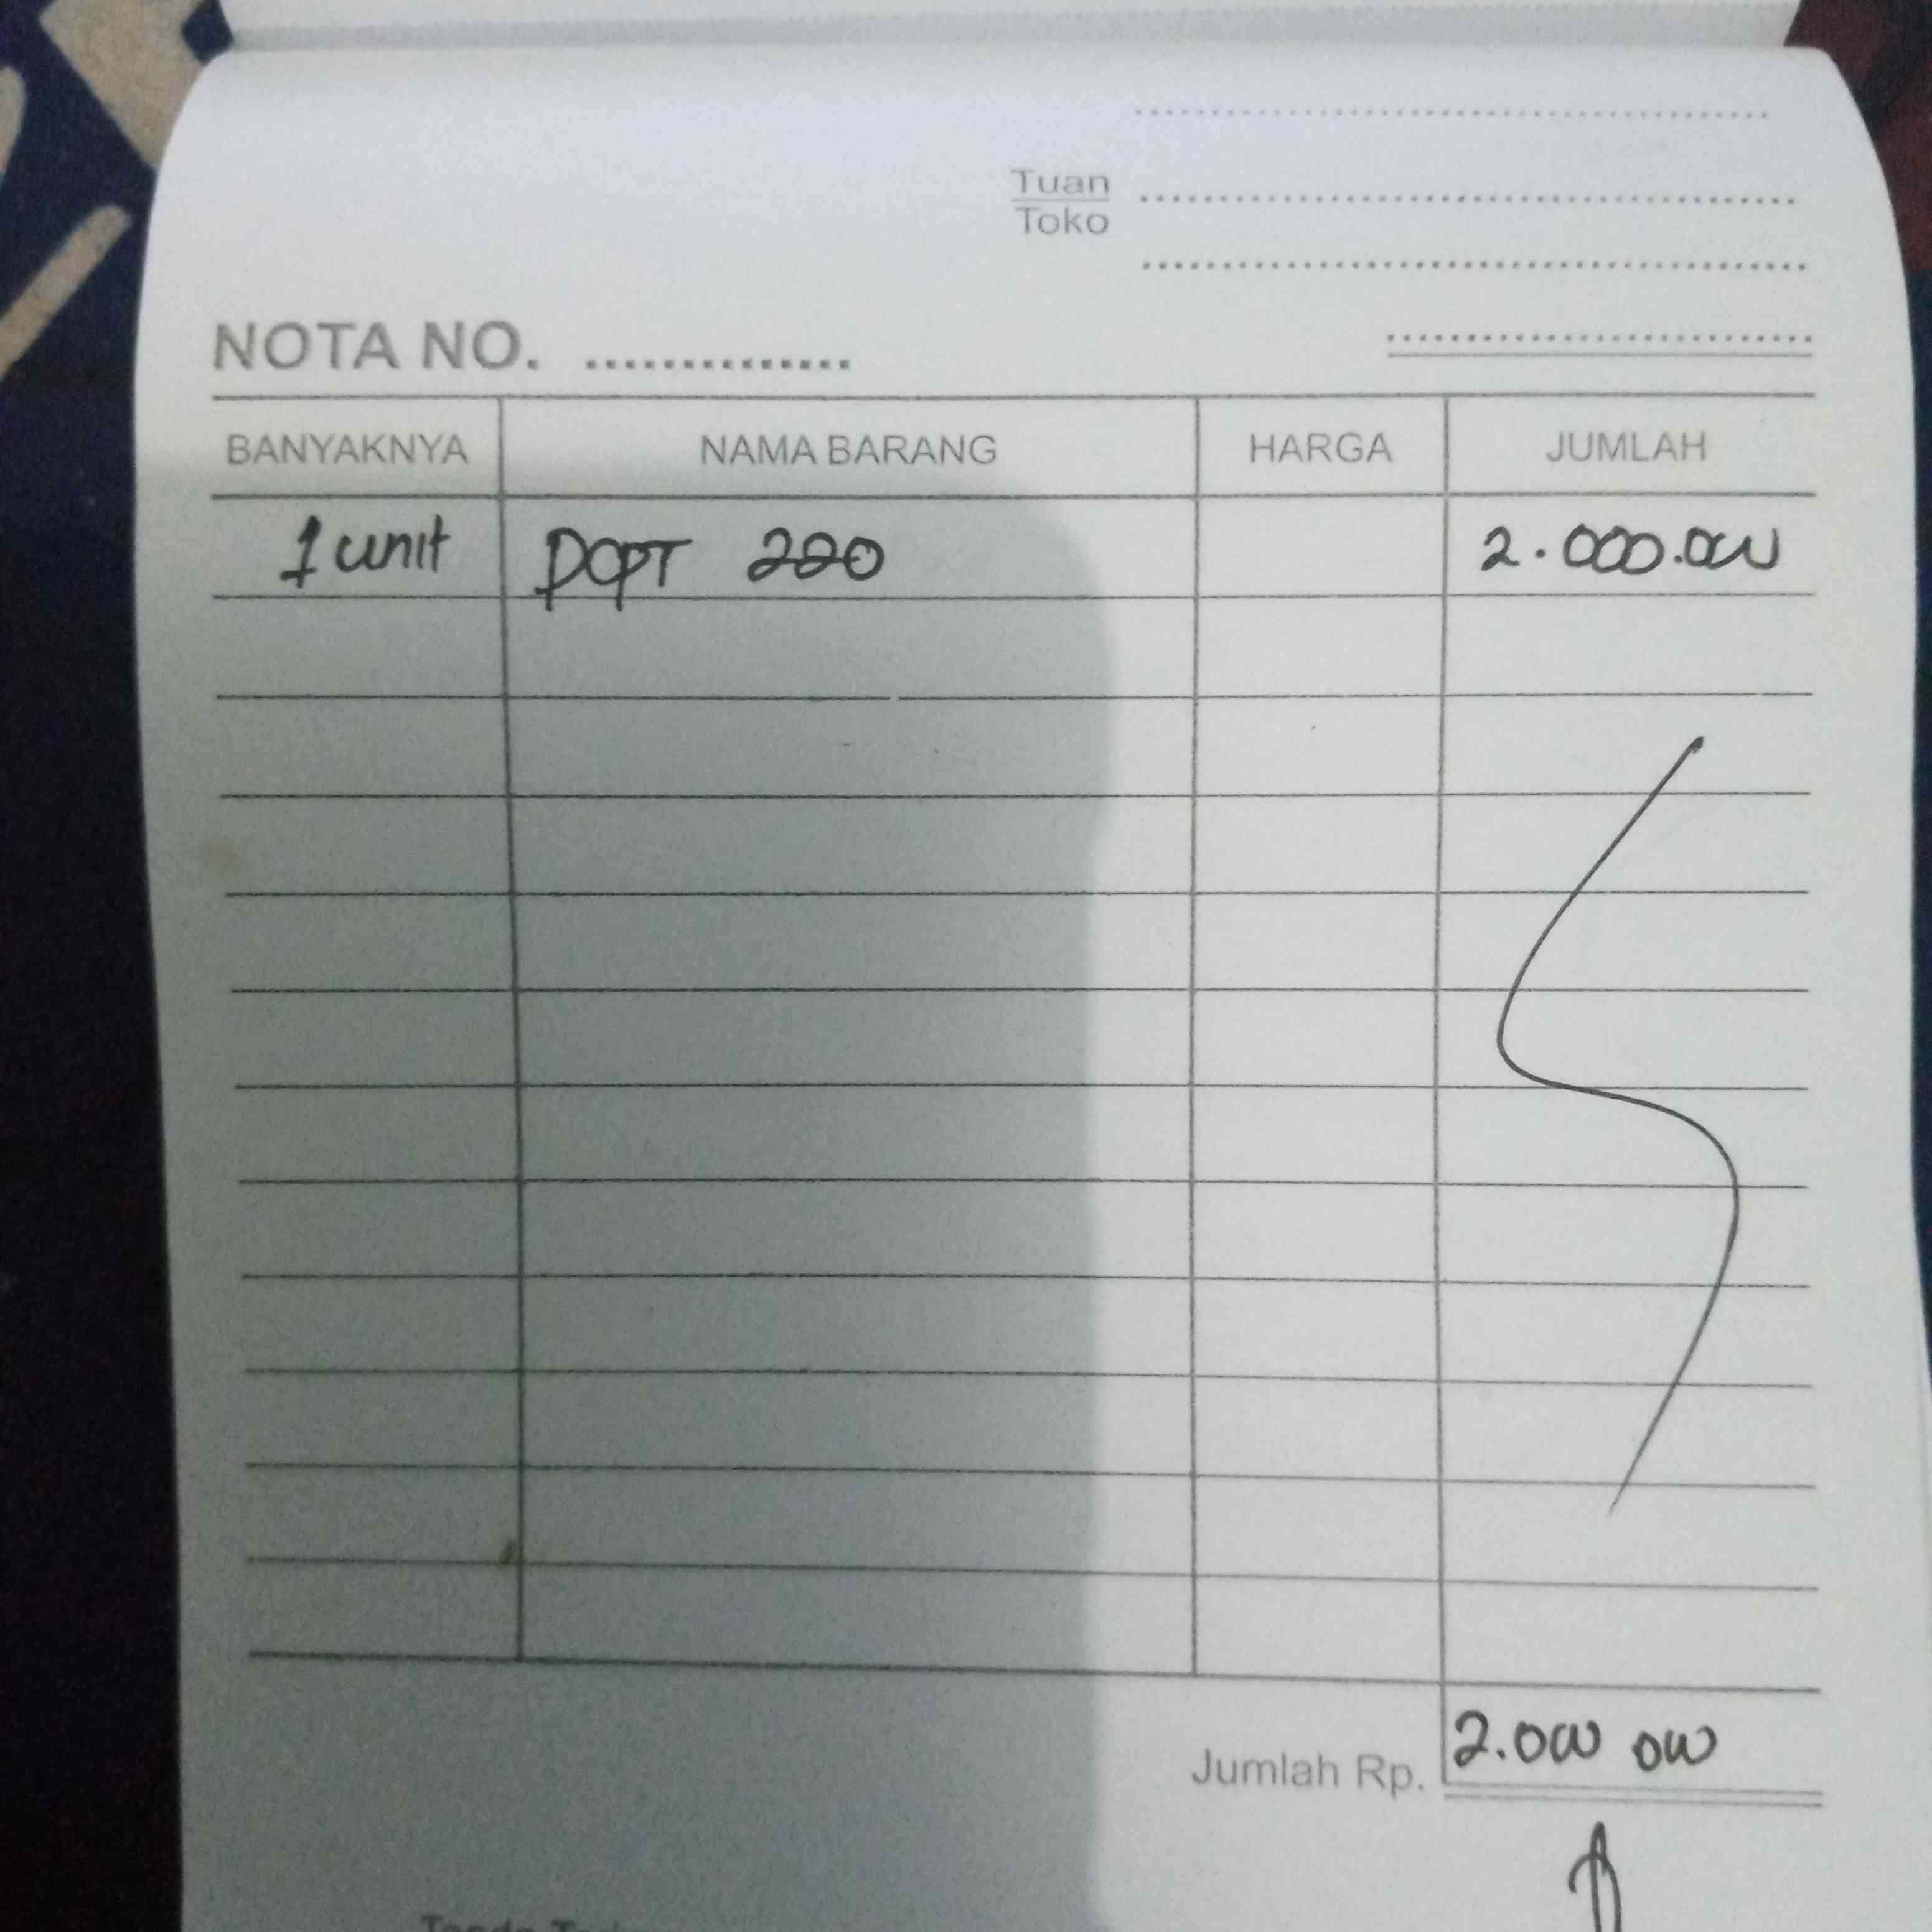 Tuan
Toko
NOTA NO. ..............
BANYAKNYA NAMA BARANG HARGA JUMLAH
1 unit DCPT 220 2.000.000
Jumlah Rp. 2.000 000